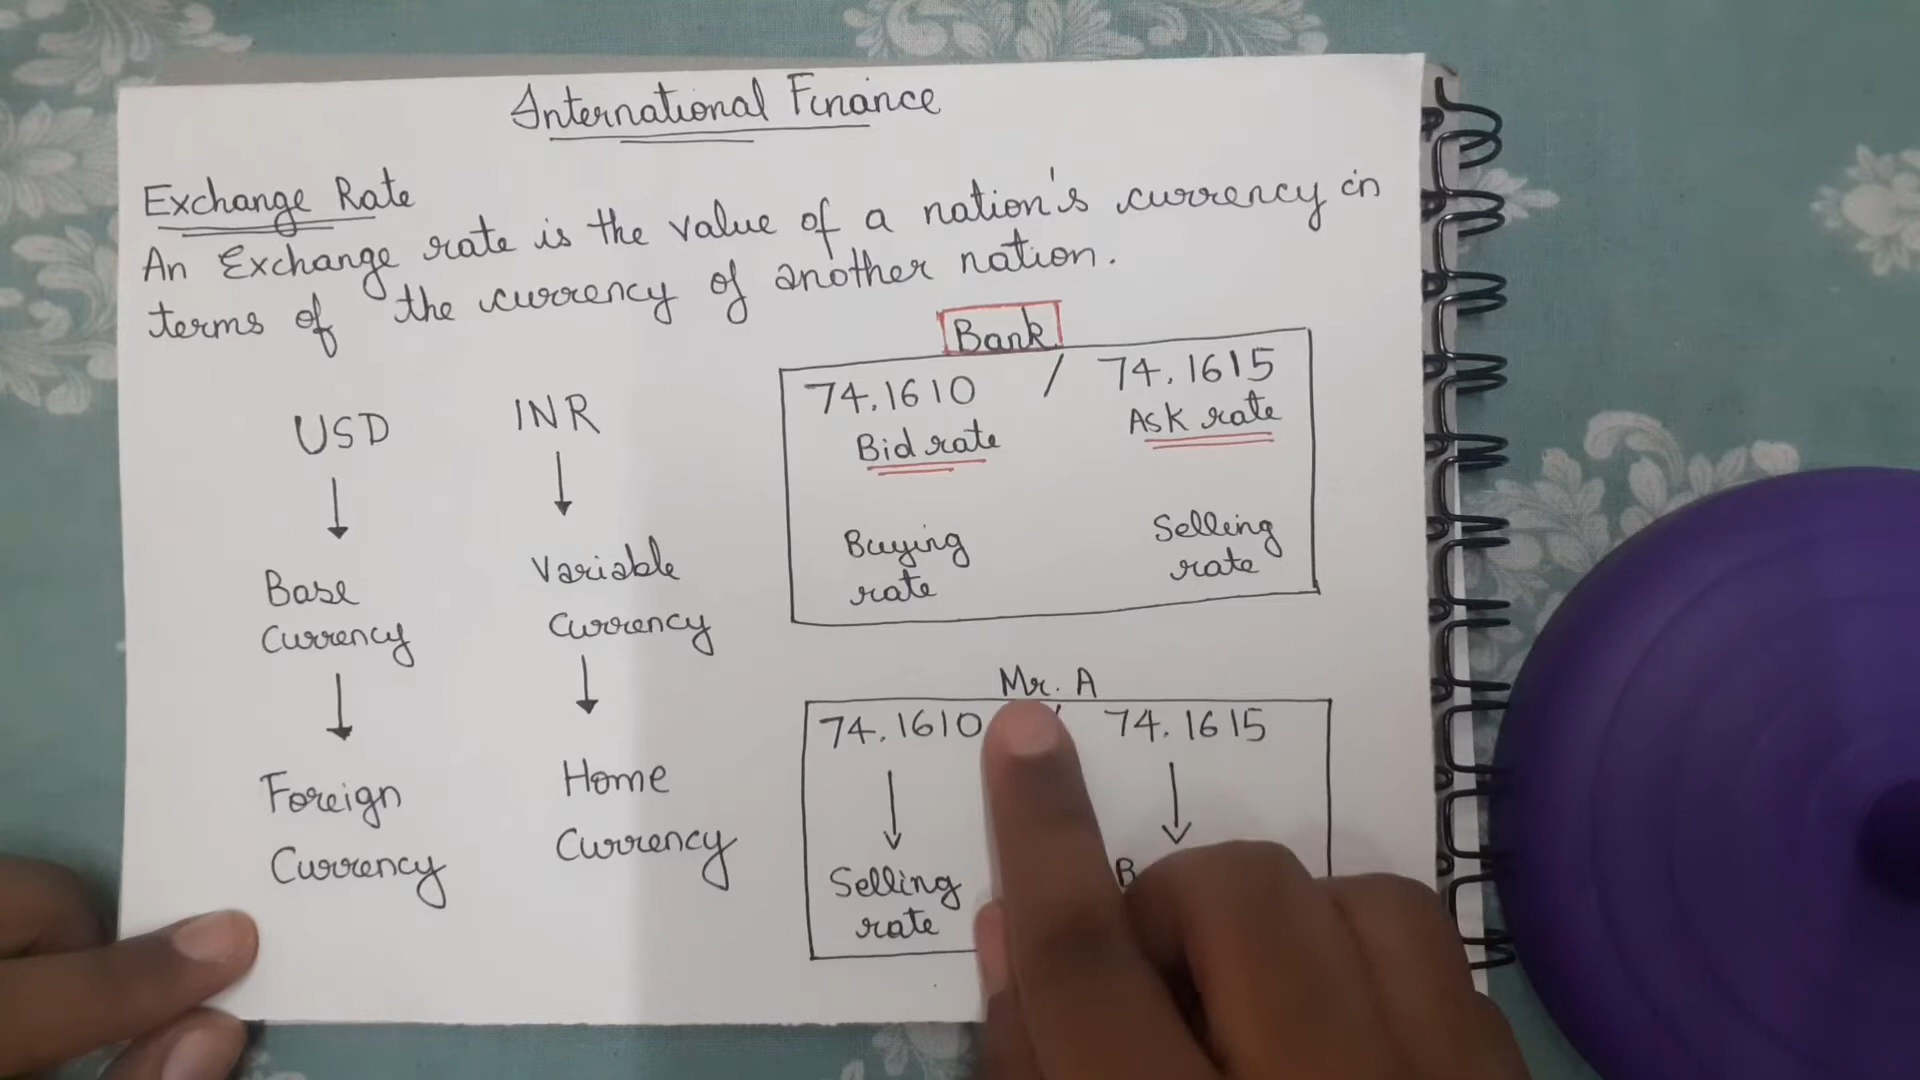 International Finance
Exchange Rate
An Exchange rate is the value of a nation's currency in
terms of the currency of another nation.
USD
Base
Currency
Foreign
Currency
INR
Variable
Currency
Home
Currency
Bank
74.1610 / 74.1615
Bid rate
Ask rate
Buying
rate
Selling
rate
Mr. A
74.1610
74.1615
Selling
rate